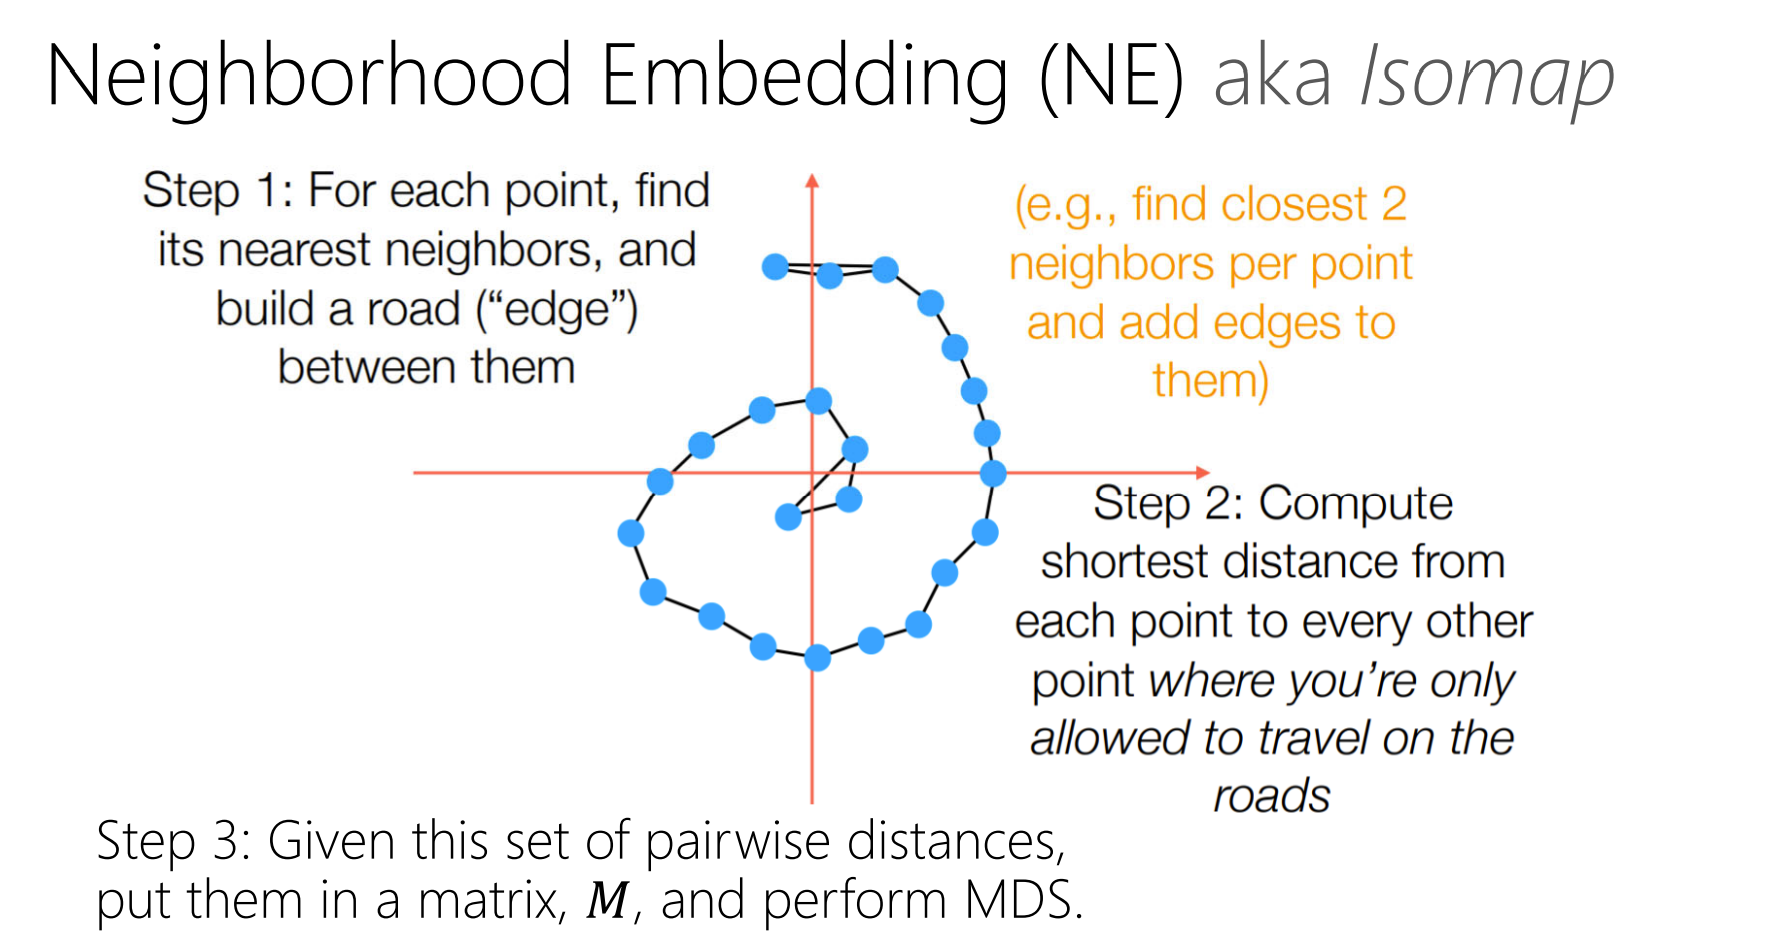 Neighborhood Embedding (NE) aka Isomap
Step 1: For each point, find
its nearest neighbors, and
build a road (“edge”)
between them
(e.g., find closest 2
neighbors per point
and add edges to
them)
Step 2: Compute
shortest distance from
each point to every other
point where you’re only
allowed to travel on the
roads
Step 3: Given this set of pairwise distances,
put them in a matrix, M, and perform MDS.